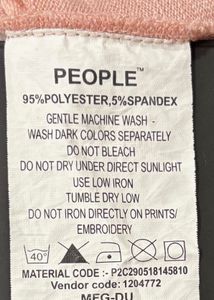 PEOPLE™
95%POLYESTER,5%SPANDEX
GENTLE MACHINE WASH -
WASH DARK COLORS SEPARATELY
DO NOT BLEACH
DO NOT DRY UNDER DIRECT SUNLIGHT
USE LOW IRON
TUMBLE DRY LOW
DO NOT IRON DIRECTLY ON PRINTS/
EMBROIDERY
40°
MATERIAL CODE :- P2C290518145810
Vendor code:- 1204772
MFG-DU